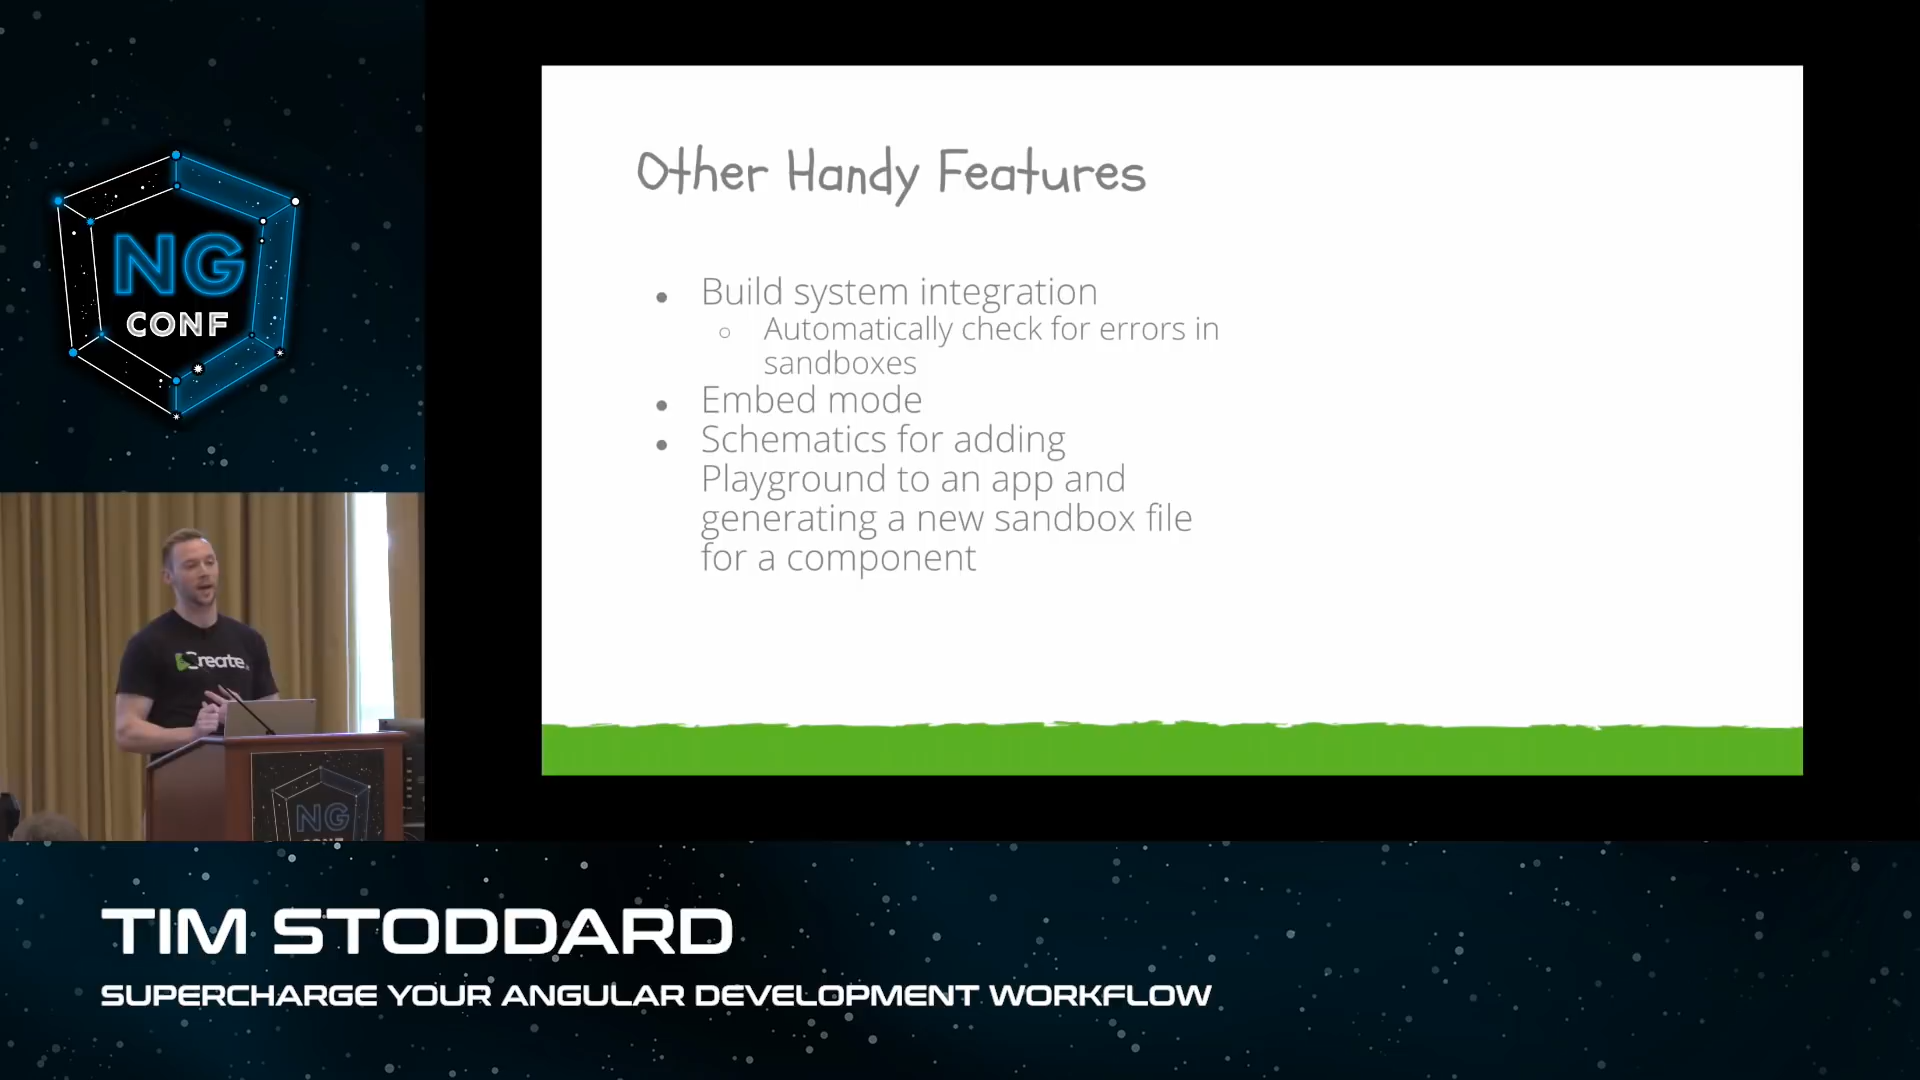 NG
CONF
Other Handy Features
Build system integration
Automatically check for errors in
sandboxes
Embed mode
Schematics for adding
Playground to an app and
generating a new sandbox file
for a component
Create
NG
CONF
TIM STODDARD
SUPERCHARGE YOUR ANGULAR DEVELOPMENT WORKFLOW